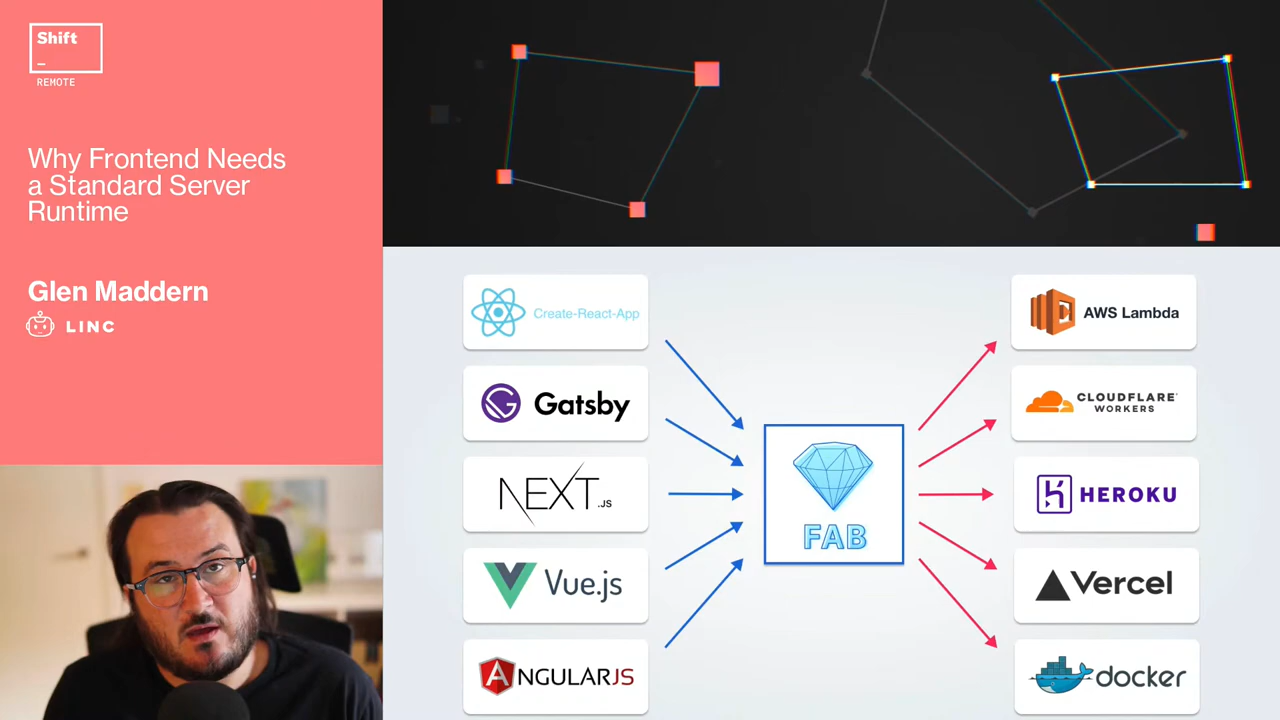 Shift
_
REMOTE
Why Frontend Needs
a Standard Server
Runtime
Glen Maddern
LINC
Create-React-App
Gatsby
NEXT.JS
Vue.js
ANGULARJS
FAB
AWS Lambda
CLOUDFLARE
WORKERS
HEROKU
Vercel
docker